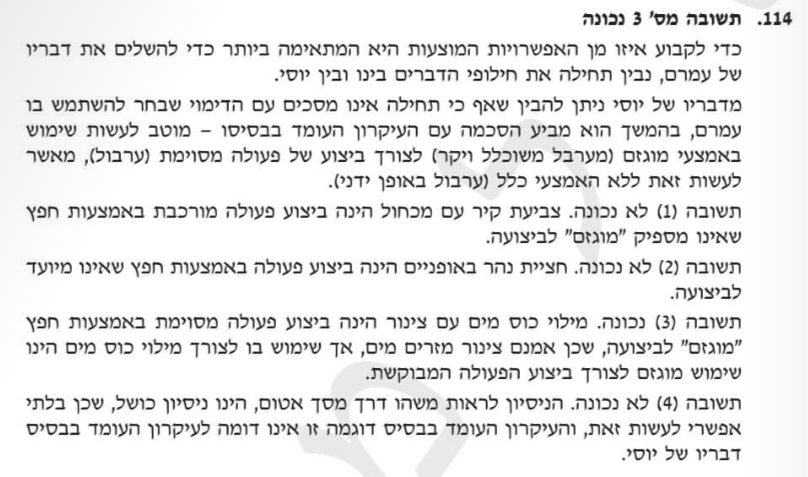 114. תשובה מס' 3 נכונה
כדי לקבוע איזו מן האפשרויות המוצעות היא המתאימה ביותר כדי להשלים את דבריו
של עמרם, נבין תחילה את חילופי הדברים בינו ובין יוסי.
מדבריו של יוסי ניתן להבין שאף כי תחילה אינו מסכים עם הדימוי שבחר להשתמש בו
עמרם, בהמשך הוא מביע הסכמה עם העיקרון העומד בבסיסו – מוטב לעשות שימוש
באמצעי מוגזם (מערבל משוכלל ויקר) לצורך ביצוע של פעולה מסוימת (ערבול), מאשר
לעשות זאת ללא האמצעי כלל (ערבול באופן ידני).
תשובה (1) לא נכונה. צביעת קיר עם מכחול הינה ביצוע פעולה מורכבת באמצעות חפץ
שאינו מספיק "מוגזם" לביצועה.
תשובה (2) לא נכונה. חציית נהר באופניים הינה ביצוע פעולה באמצעות חפץ שאינו מיועד
לביצועה.
תשובה (3) נכונה. מילוי כוס מים עם צינור הינה ביצוע פעולה מסוימת באמצעות חפץ
"מוגזם" לביצועה, שכן אמנם צינור מזרים מים, אך שימוש בו לצורך מילוי כוס מים הינו
שימוש מוגזם לצורך ביצוע הפעולה המבוקשת.
תשובה (4) לא נכונה. הניסיון לראות משהו דרך מסך אטום, הינו ניסיון כושל, שכן בלתי
אפשרי לעשות זאת, והעיקרון העומד בבסיס דוגמה זו אינו דומה לעיקרון העומד בבסיס
דבריו של יוסי.